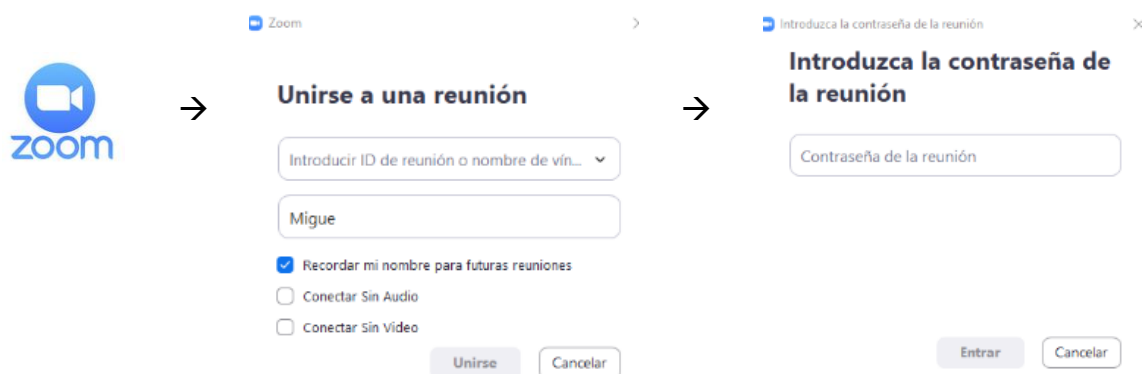 zoom
→
Zoom
Unirse a una reunión
Introducir ID de reunión o nombre de vín...
Migue
Recordar mi nombre para futuras reuniones
Conectar Sin Audio
Conectar Sin Video
Unirse
Cancelar
→
Introduzca la contraseña de la reunión
Introduzca la contraseña de
la reunión
Contraseña de la reunión
Entrar
Cancelar